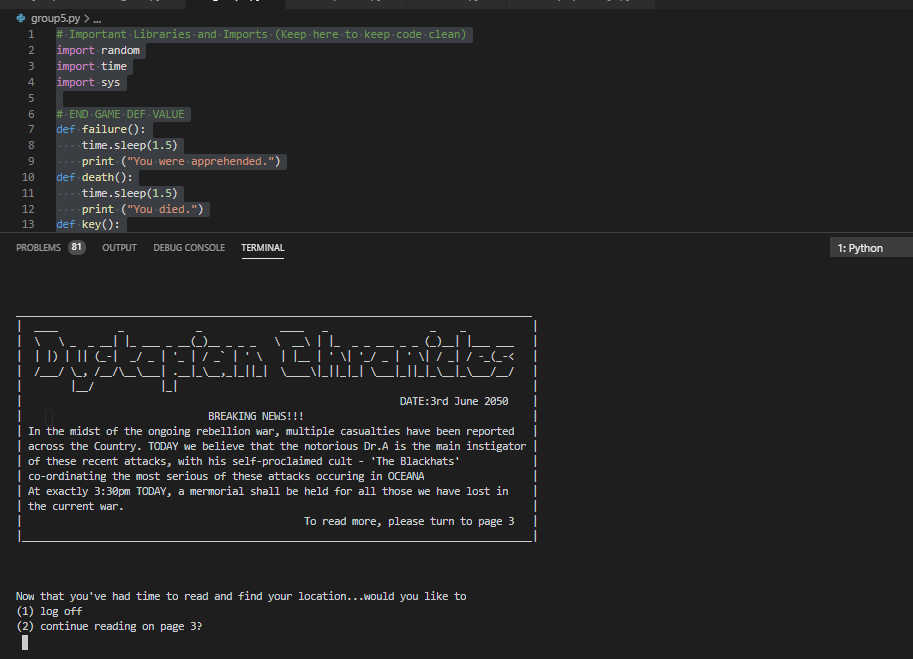 group5.py > ...
1 # Important Libraries and Imports (Keep here to keep code clean)
2 import random
3 import time
4 import sys
5
6 # END GAME DEF VALUE
7 def failure():
8 time.sleep(1.5)
9 print ("You were apprehended.")
10 def death():
11 time.sleep(1.5)
12 print ("You died.")
13 def key():
PROBLEMS 81 OUTPUT DEBUG CONSOLE TERMINAL 1: Python
DATE:3rd June 2050
BREAKING NEWS!!!
In the midst of the ongoing rebellion war, multiple casualties have been reported
across the Country. TODAY we believe that the notorious Dr.A is the main instigator
of these recent attacks, with his self-proclaimed cult - 'The Blackhats'
co-ordinating the most serious of these attacks occuring in OCEANA
At exactly 3:30pm TODAY, a mermorial shall be held for all those we have lost in
the current war.
To read more, please turn to page 3
Now that you've had time to read and find your location...would you like to
(1) log off
(2) continue reading on page 3?